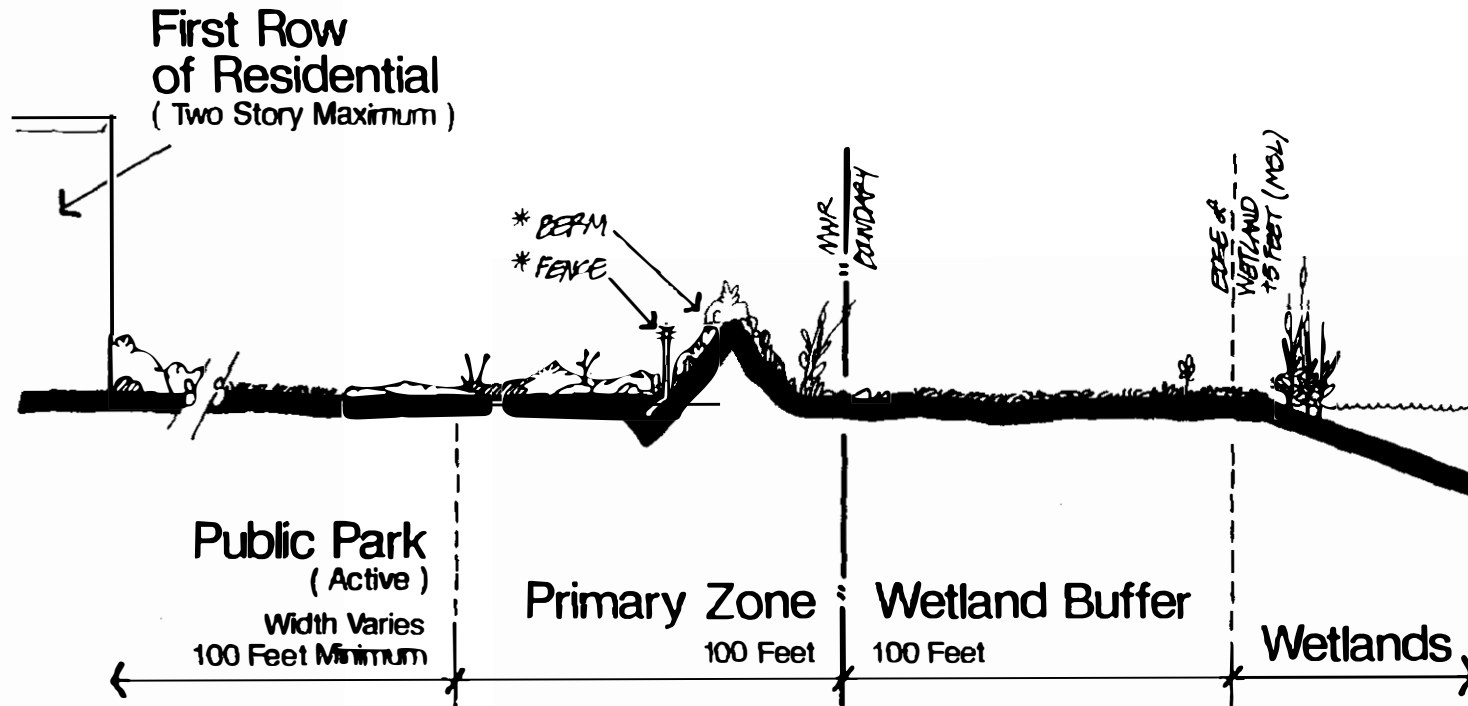 First Row
of Residential
( Two Story Maximum )
* BERM
* FENCE
MWR
BOUNDARY
EDGE of
WETLAND
+5 FEET (MSL)
Public Park
( Active )
Width Varies
100 Feet Minimum
Primary Zone
100 Feet
Wetland Buffer
100 Feet
Wetlands